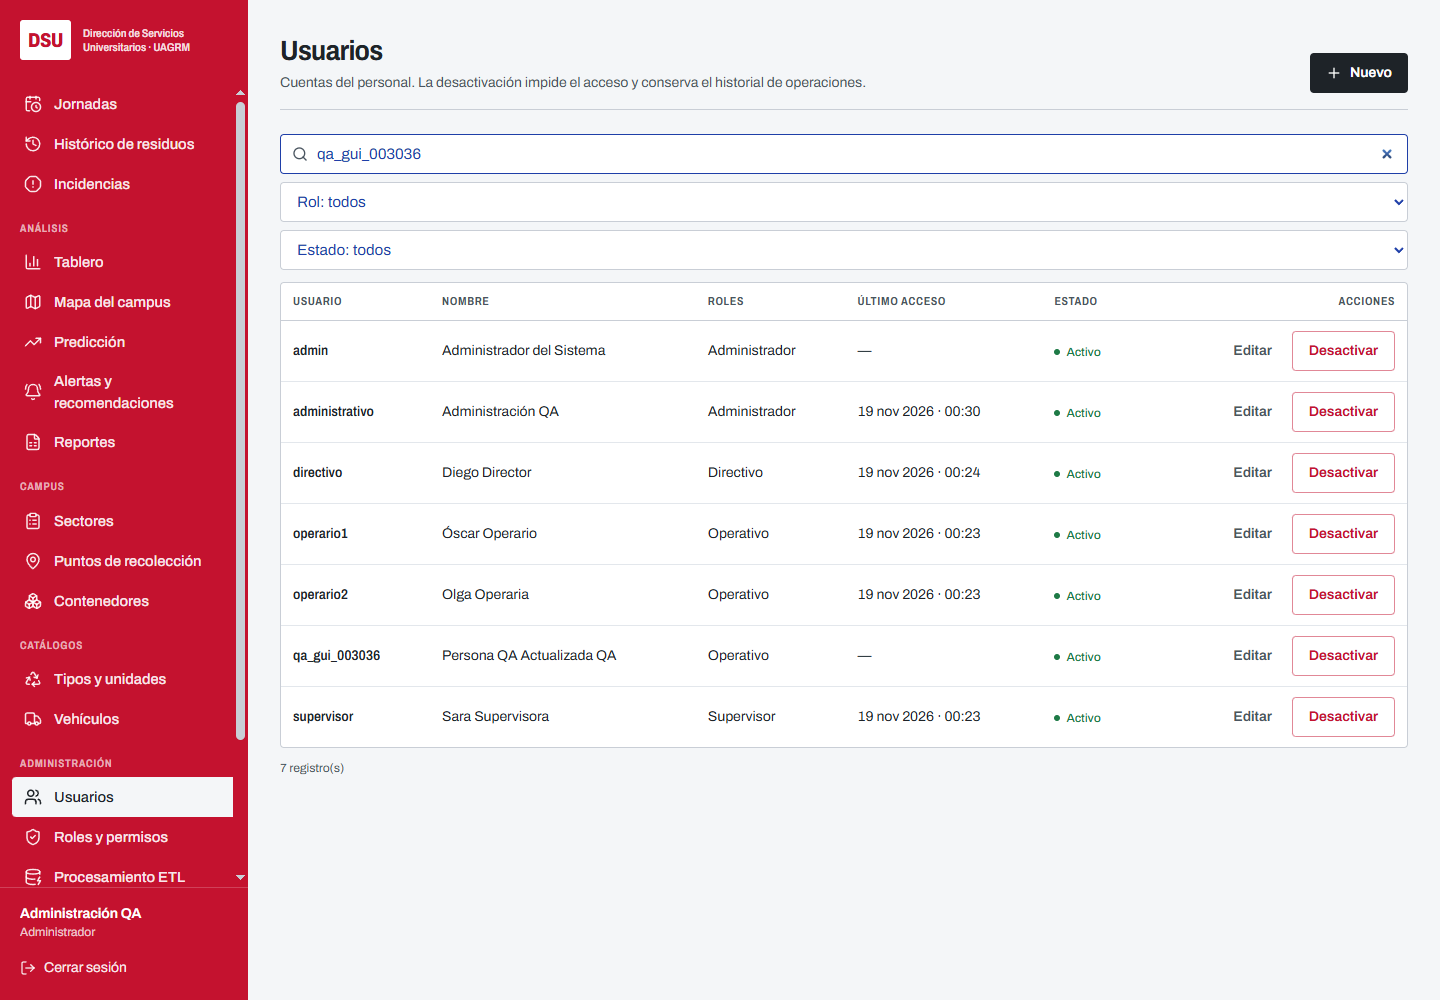 DSU
Dirección de Servicios
Universitarios · UAGRM
Jornadas
Histórico de residuos
Incidencias
ANÁLISIS
Tablero
Mapa del campus
Predicción
Alertas y
recomendaciones
Reportes
CAMPUS
Sectores
Puntos de recolección
Contenedores
CATÁLOGOS
Tipos y unidades
Vehículos
ADMINISTRACIÓN
Usuarios
Roles y permisos
Procesamiento ETL
Administración QA
Administrador
Cerrar sesión
Usuarios
Cuentas del personal. La desactivación impide el acceso y conserva el historial de operaciones.
Nuevo
qa_gui_003036
Rol: todos
Estado: todos
USUARIO NOMBRE ROLES ÚLTIMO ACCESO ESTADO ACCIONES
admin Administrador del Sistema Administrador — Activo Editar Desactivar
administrativo Administración QA Administrador 19 nov 2026 · 00:30 Activo Editar Desactivar
directivo Diego Director Directivo 19 nov 2026 · 00:24 Activo Editar Desactivar
operario1 Óscar Operario Operativo 19 nov 2026 · 00:23 Activo Editar Desactivar
operario2 Olga Operaria Operativo 19 nov 2026 · 00:23 Activo Editar Desactivar
qa_gui_003036 Persona QA Actualizada QA Operativo — Activo Editar Desactivar
supervisor Sara Supervisora Supervisor 19 nov 2026 · 00:23 Activo Editar Desactivar
7 registro(s)